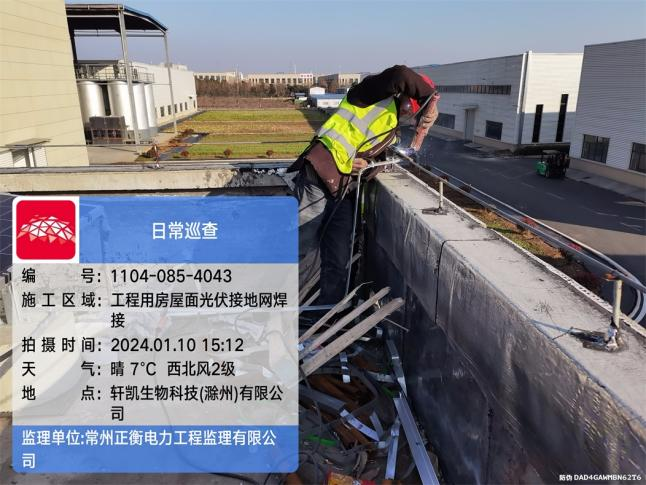 日常巡查
编号：1104-085-4043
施工区域：工程用房屋面光伏接地网焊
接
拍摄时间：2024.01.10 15:12
天气：晴 7℃ 西北风2级
地点：轩凯生物科技(滁州)有限公
司
监理单位:常州正衡电力工程监理有限公
司
防伪 DAD4GAWMBN62T6